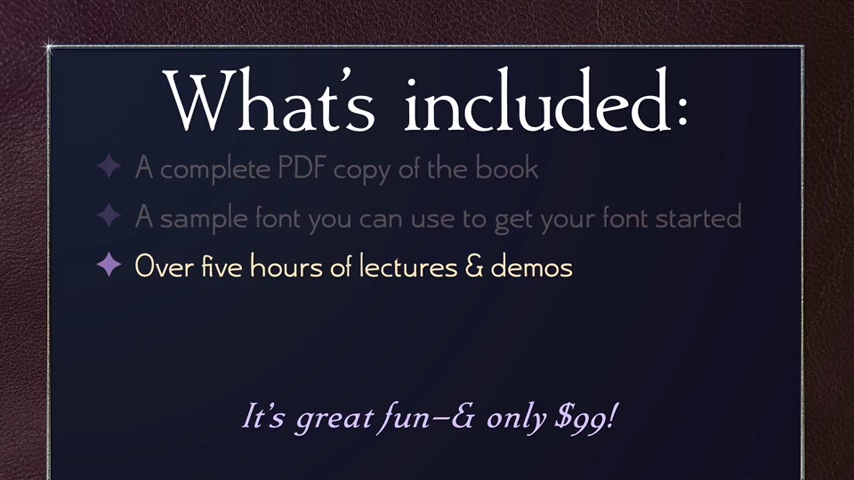 What's included:
A complete PDF copy of the book
A sample font you can use to get your font started
Over five hours of lectures & demos
It's great fun–& only $99!